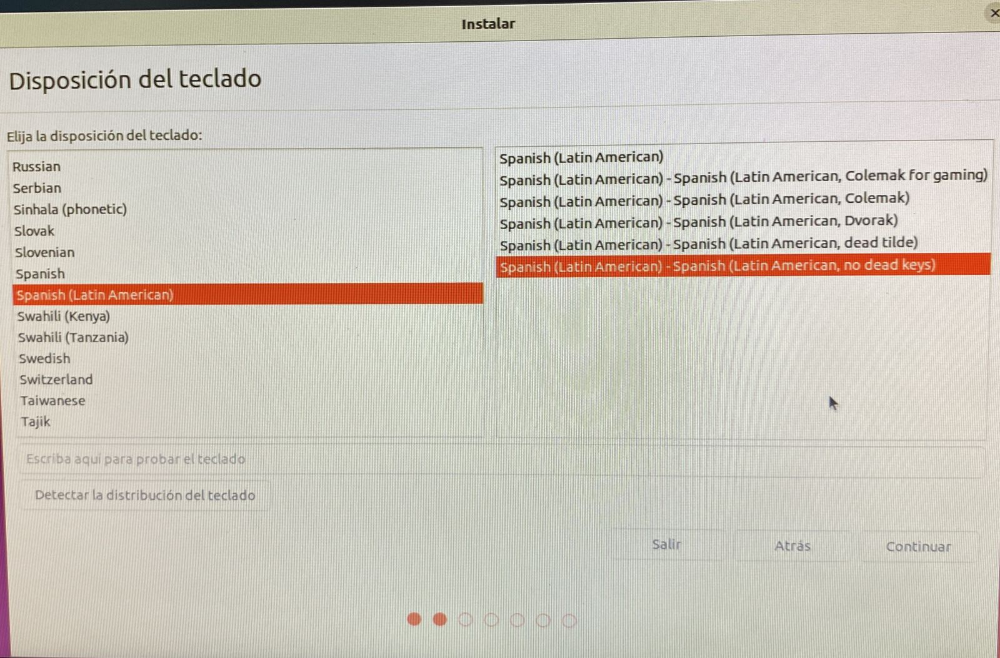 Instalar
Disposición del teclado
Elija la disposición del teclado:
Russian
Serbian
Sinhala (phonetic)
Slovak
Slovenian
Spanish
Spanish (Latin American)
Swahili (Kenya)
Swahili (Tanzania)
Swedish
Switzerland
Taiwanese
Tajik
Spanish (Latin American)
Spanish (Latin American) - Spanish (Latin American, Colemak for gaming)
Spanish (Latin American) - Spanish (Latin American, Colemak)
Spanish (Latin American) - Spanish (Latin American, Dvorak)
Spanish (Latin American) - Spanish (Latin American, dead tilde)
Spanish (Latin American) - Spanish (Latin American, no dead keys)
Escriba aquí para probar el teclado
Detectar la distribución del teclado
Salir
Atrás
Continuar